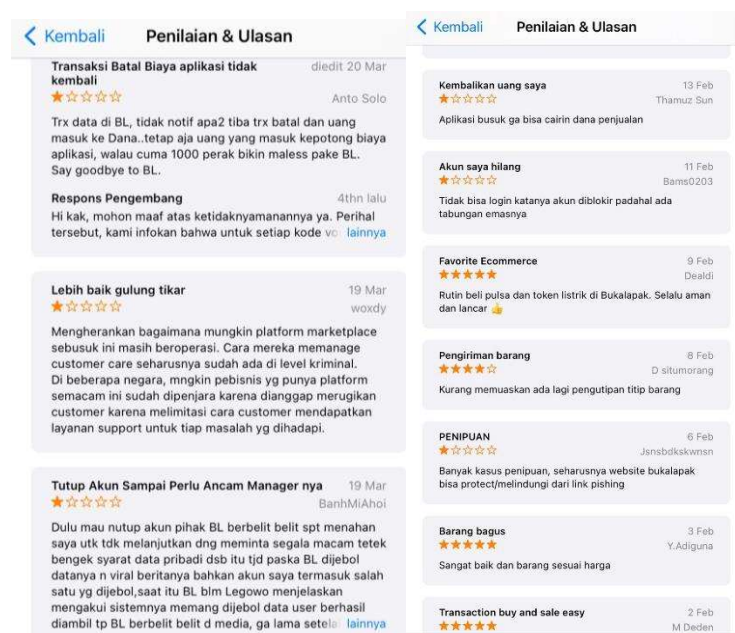 Kembali
Penilaian & Ulasan
Transaksi Batal Biaya aplikasi tidak
kembali
diedit 20 Mar
Anto Solo
Trx data di BL, tidak notif apa2 tiba trx batal dan uang
masuk ke Dana..tetap aja uang yang masuk kepotong biaya
aplikasi, walau cuma 1000 perak bikin maless pake BL.
Say goodbye to BL.
Respons Pengembang
4thn lalu
Hi kak, mohon maaf atas ketidaknyamanannya ya. Perihal
tersebut, kami infokan bahwa untuk setiap kode
lainnya
Lebih baik gulung tikar
19 Mar
woxdy
Mengherankan bagaimana mungkin platform marketplace
sebusuk ini masih beroperasi. Cara mereka memanage
customer care seharusnya sudah ada di level kriminal.
Di beberapa negara, mngkin pebisnis yg punya platform
semacam ini sudah dipenjara karena dianggap merugikan
customer karena melimitasi cara customer mendapatkan
layanan support untuk tiap masalah yg dihadapi.
Tutup Akun Sampai Perlu Ancam Manager nya
19 Mar
BanhMiAhoi
Dulu mau nutup akun pihak BL berbelit belit spt menahan
saya utk tdk melanjutkan dng meminta segala macam tetek
bengek syarat data pribadi dsb itu tjd paska BL dijebol
datanya n viral beritanya bahkan akun saya termasuk salah
satu yg dijebol,saat itu BL blm Legowo menjelaskan
mengakui sistemnya memang dijebol data user berhasil
diambil tp BL berbelit belit d media, ga lama
lainnya
Kembali
Penilaian & Ulasan
Kembalikan uang saya
13 Feb
Thamuz Sun
Aplikasi busuk ga bisa cairin dana penjualan
Akun saya hilang
11 Feb
Bams0203
Tidak bisa login katanya akun diblokir padahal ada
tabungan emasnya
Favorite Ecommerce
9 Feb
Dealdi
Rutin beli pulsa dan token listrik di Bukalapak. Selalu aman
dan lancar 👍
Pengiriman barang
8 Feb
D situmorang
Kurang memuaskan ada lagi pengutipan titip barang
PENIPUAN
6 Feb
Jsnsbdkskwnsn
Banyak kasus penipuan, seharusnya website bukalapak
bisa protect/melindungi dari link pishing
Barang bagus
3 Feb
Y.Adiguna
Sangat baik dan barang sesuai harga
Transaction buy and sale easy
2 Feb
M Deden